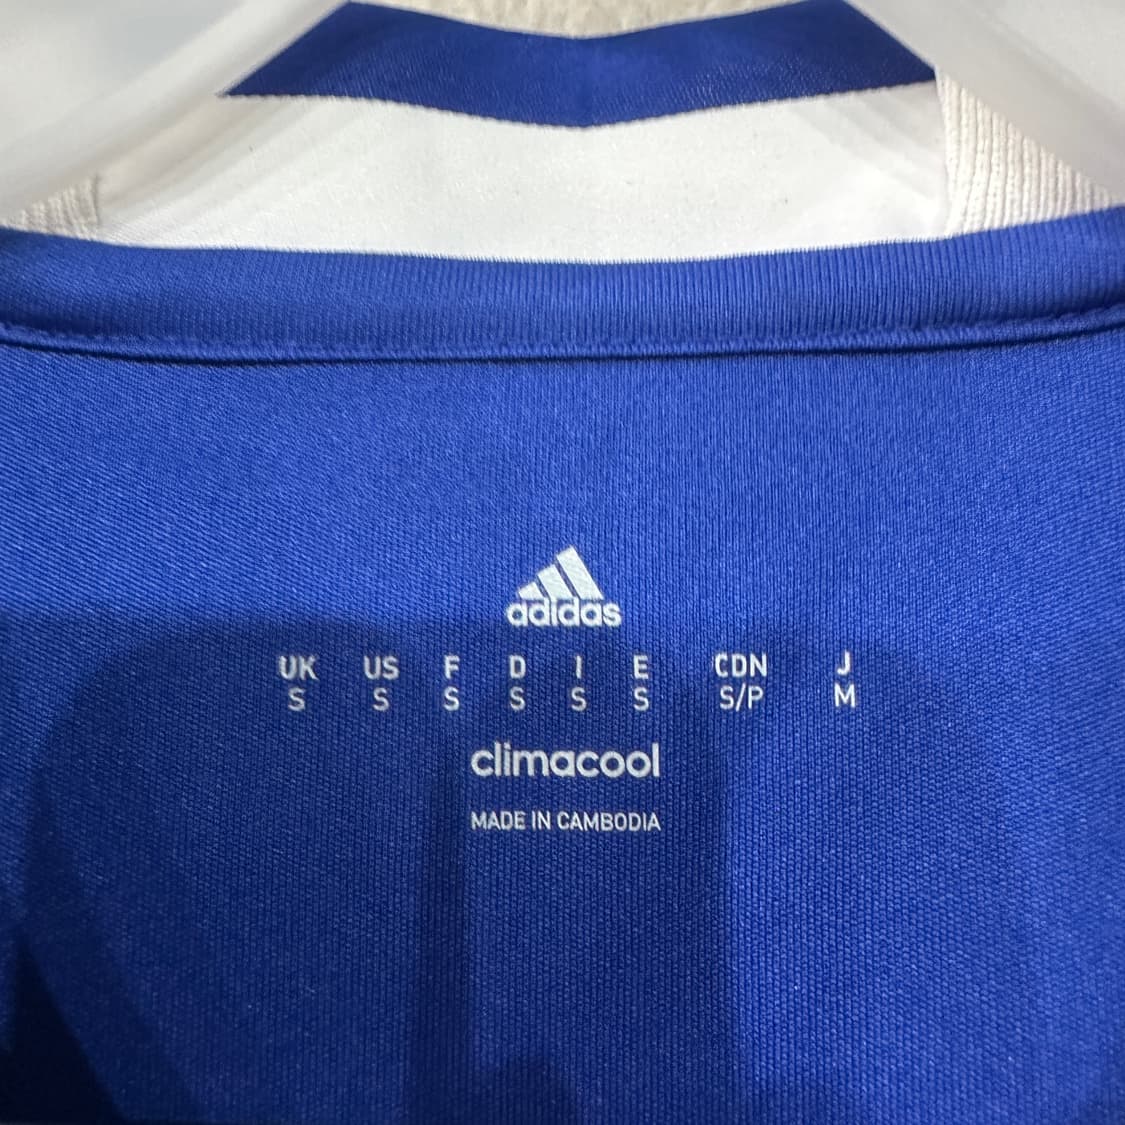 adidas
UK US F D I E CDN J
S S S S S S S/P M
climacool
MADE IN CAMBODIA